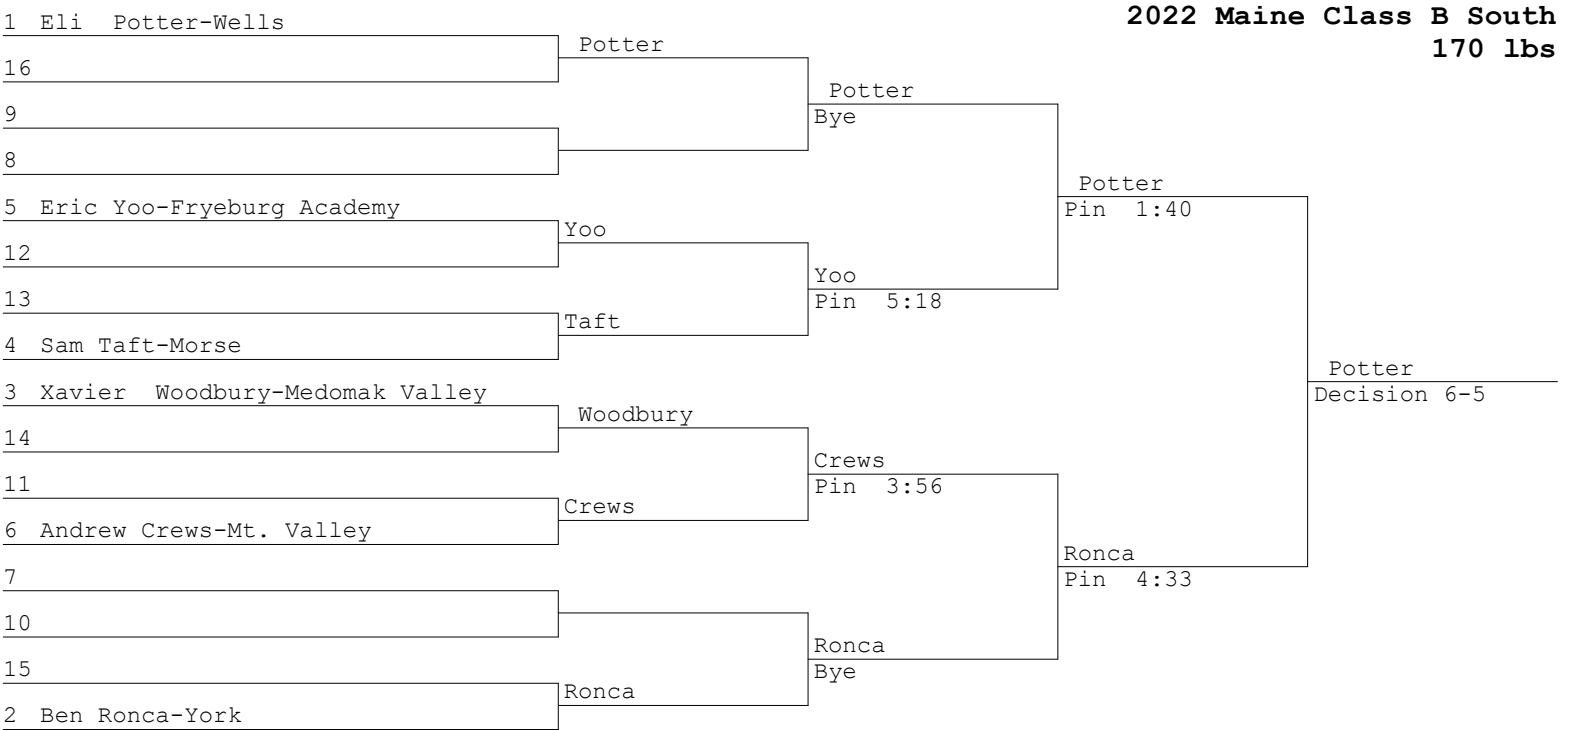 2022 Maine Class B South
170 lbs
1 Eli Potter-Wells
Potter
16
Potter
Bye
9
8
Potter
Pin 1:40
5 Eric Yoo-Fryeburg Academy
Yoo
12
Yoo
Pin 5:18
13
Taft
4 Sam Taft-Morse
Potter
Decision 6-5
3 Xavier Woodbury-Medomak Valley
Woodbury
14
Crews
Pin 3:56
11
Crews
6 Andrew Crews-Mt. Valley
Ronca
Pin 4:33
7
10
Ronca
Bye
15
Ronca
2 Ben Ronca-York